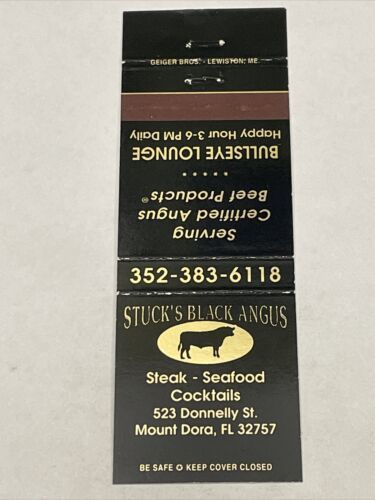 GEIGER BROS. - LEWISTON, ME.
BULLSEYE LOUNGE
Happy Hour 3-6 PM Daily
Serving
Certified Angus
Beef Products®
352-383-6118
STUCK'S BLACK ANGUS
Steak - Seafood
Cocktails
523 Donnelly St.
Mount Dora, FL 32757
BE SAFE ✪ KEEP COVER CLOSED